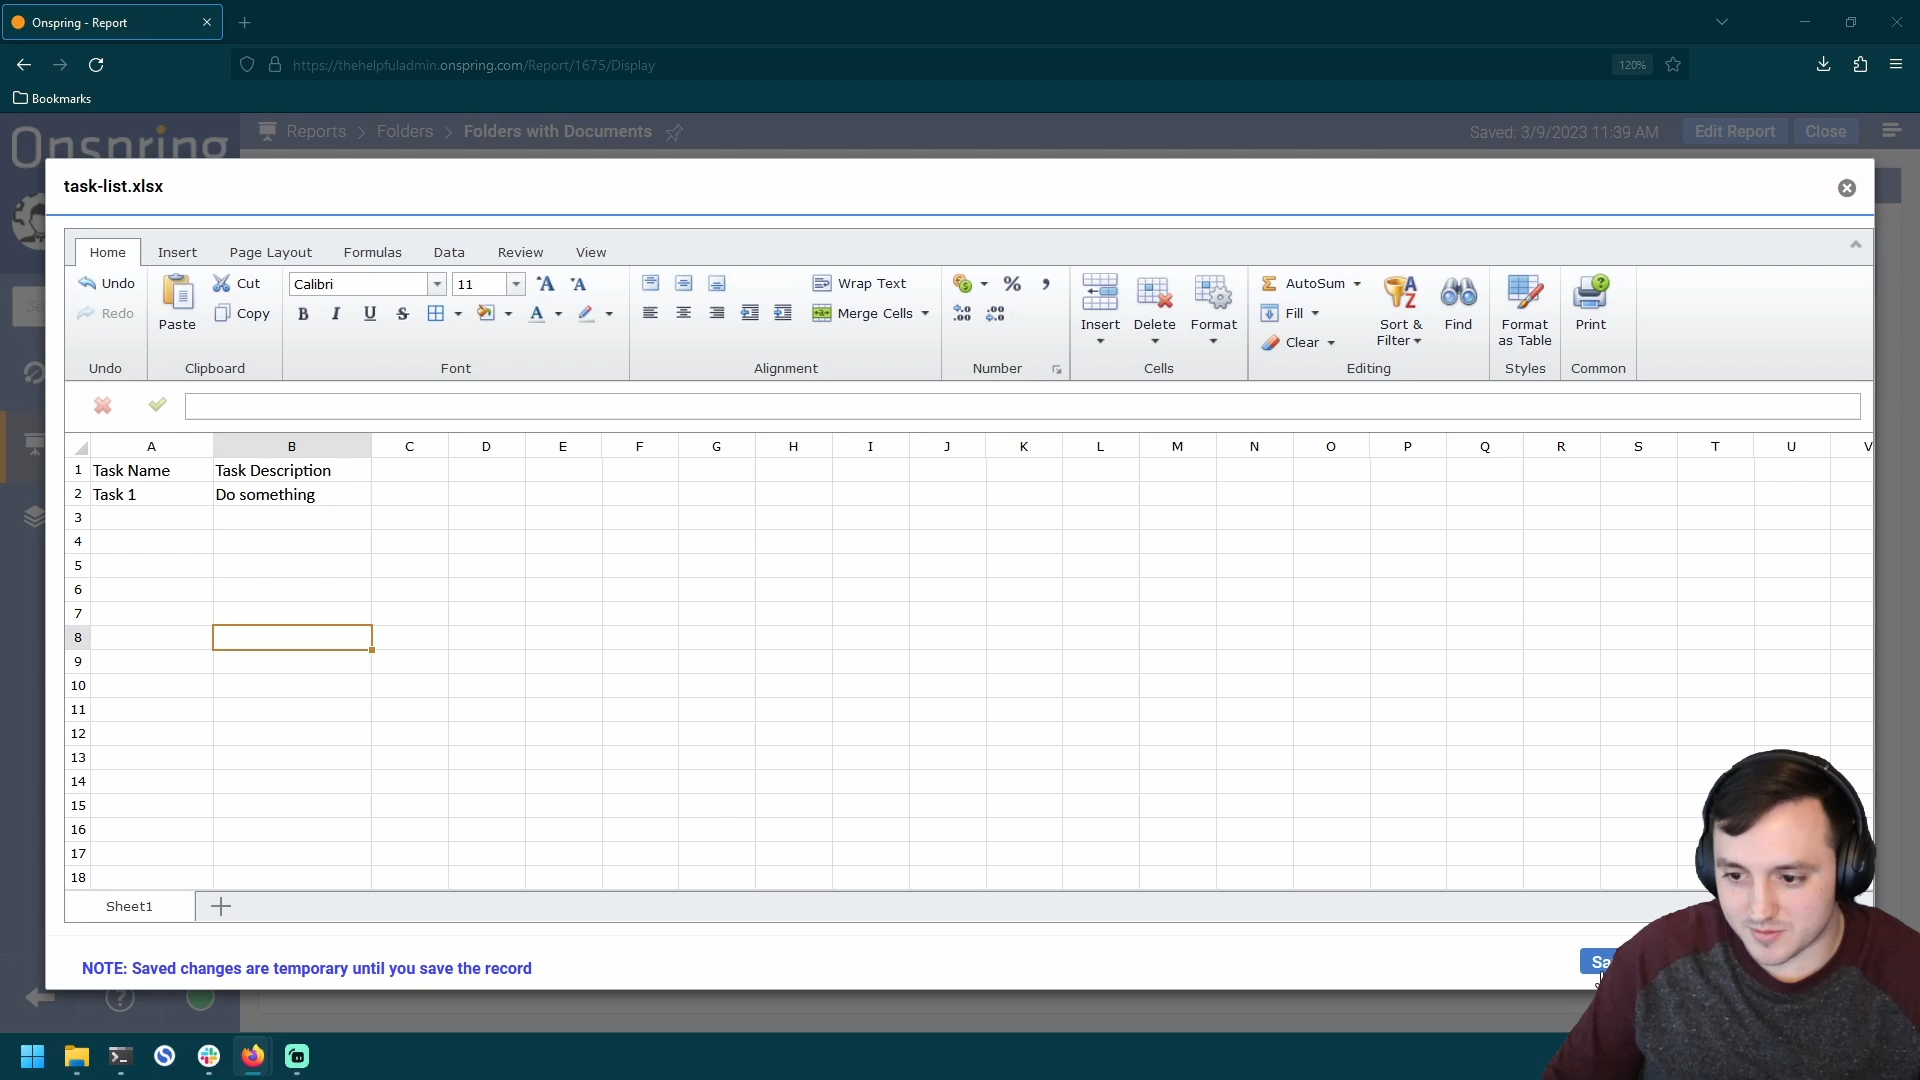 Onspring - Report
https://thehelpfuladmin.onspring.com/Report/1675/Display
120%
Bookmarks
Onspring
Reports > Folders > Folders with Documents
Saved: 3/9/2023 11:39 AM
Edit Report
Close
task-list.xlsx
Home Insert Page Layout Formulas Data Review View
Undo
Redo
Undo
Paste
Cut
Copy
Clipboard
Calibri
11
A A
B I U S A
Font
Wrap Text
Merge Cells
Alignment
% ,
.0 .00
.00 .0
Number
Insert
Delete
Format
Cells
AutoSum
Fill
Clear
Sort & Filter
Find
Editing
Format as Table
Styles
Print
Common
A B C D E F G H I J K L M N O P Q R S T U V
1 Task Name Task Description
2 Task 1 Do something
3
4
5
6
7
8
9
10
11
12
13
14
15
16
17
18
Sheet1
NOTE: Saved changes are temporary until you save the record